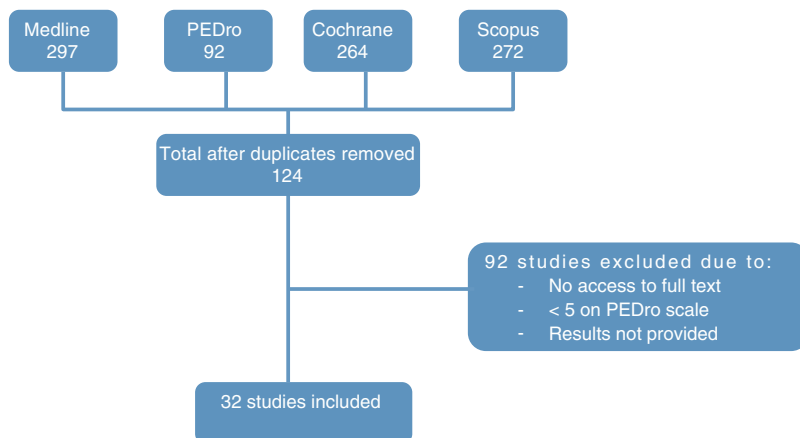 Medline
297
PEDro
92
Cochrane
264
Scopus
272
Total after duplicates removed
124
92 studies excluded due to:
- No access to full text
- < 5 on PEDro scale
- Results not provided
32 studies included